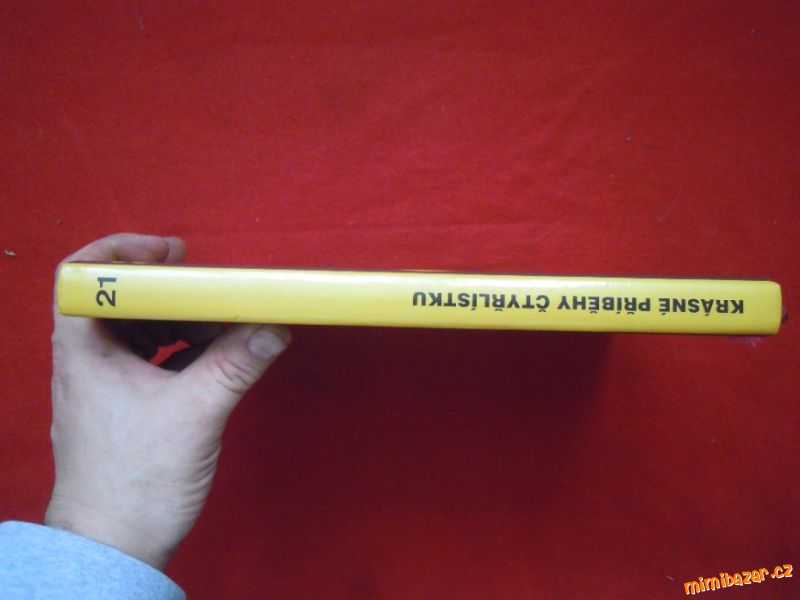 KRÁSNÉ PŘÍBĚHY ČTYŘLÍSTKU
21
mimibazar.cz